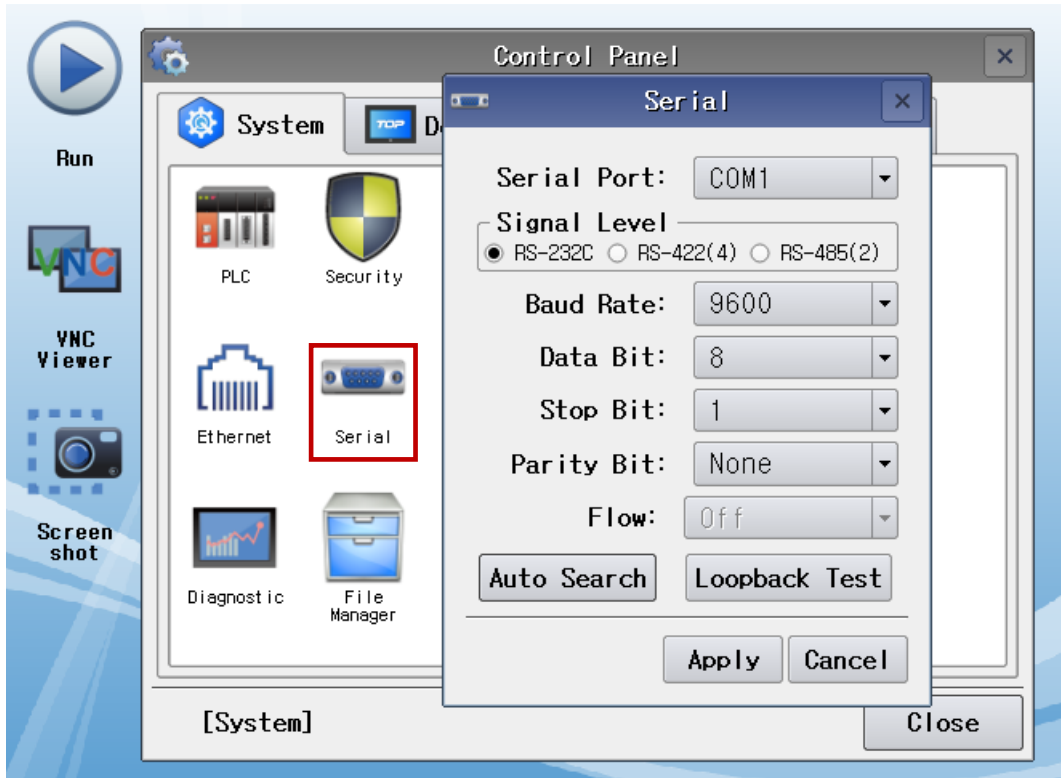 Control Panel
Serial
System
TOP
D
Run
VNC
VNC
Viewer
Screen
shot
PLC
Security
Ethernet
Serial
Diagnostic
File
Manager
Serial Port: COM1
Signal Level
RS-232C RS-422(4) RS-485(2)
Baud Rate: 9600
Data Bit: 8
Stop Bit: 1
Parity Bit: None
Flow: Off
Auto Search Loopback Test
Apply Cancel
[System]
Close